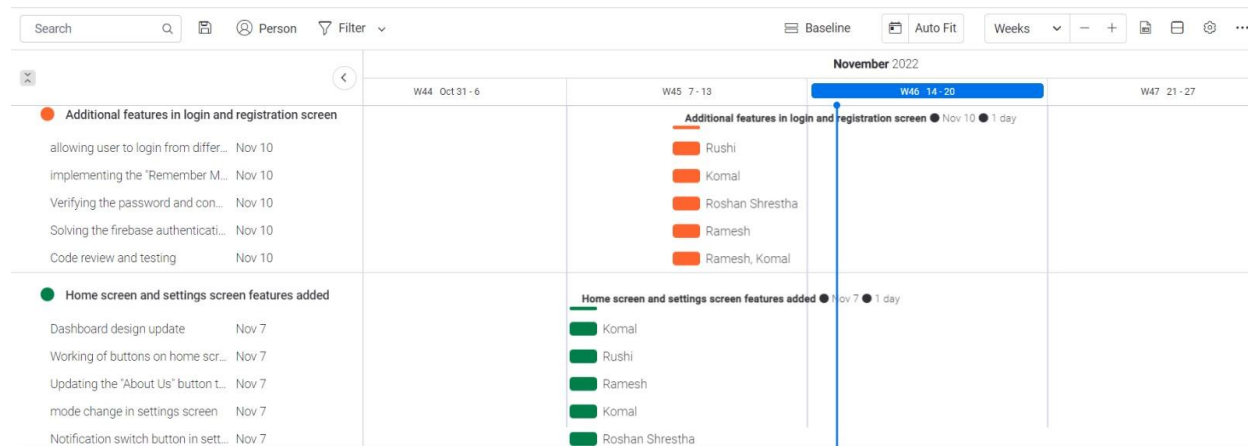 Search Person Filter Baseline Auto Fit Weeks
November 2022
W44 Oct 31 - 6 W45 7 - 13 W46 14 - 20 W47 21 - 27
Additional features in login and registration screen Additional features in login and registration screen ● Nov 10 ● 1 day
allowing user to login from differ... Nov 10 Rushi
implementing the "Remember M... Nov 10 Komal
Verifying the password and con... Nov 10 Roshan Shrestha
Solving the firebase authenticati... Nov 10 Ramesh
Code review and testing Nov 10 Ramesh, Komal
Home screen and settings screen features added Home screen and settings screen features added ● Nov 7 ● 1 day
Dashboard design update Nov 7 Komal
Working of buttons on home scr... Nov 7 Rushi
Updating the "About Us" button t... Nov 7 Ramesh
mode change in settings screen Nov 7 Komal
Notification switch button in sett... Nov 7 Roshan Shrestha